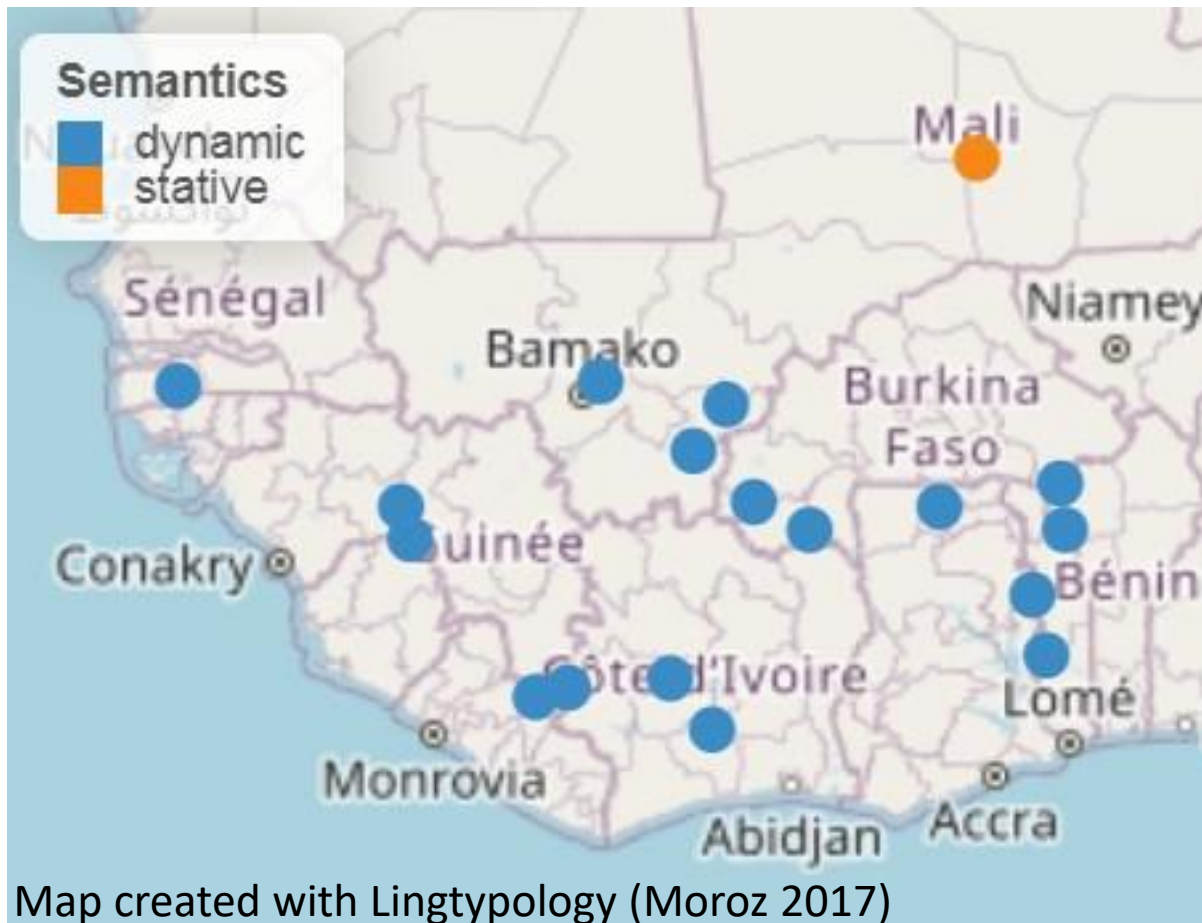 Semantics
dynamic
stative
Mali
Sénégal
Niamey
Bamako
Burkina
Faso
Guinée
Conakry
Bénin
Côte d'Ivoire
Lomé
Monrovia
Accra
Abidjan
Map created with Lingtypology (Moroz 2017)